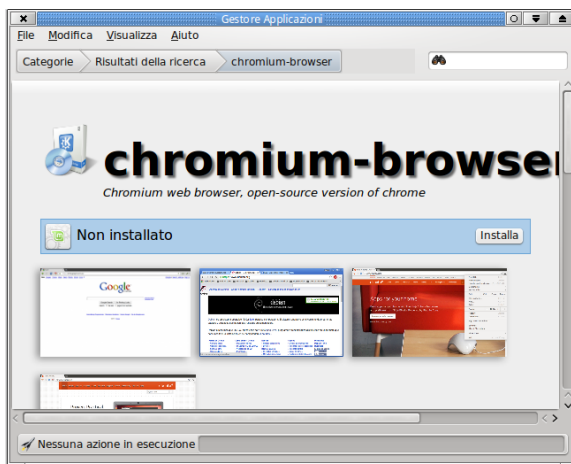 Gestore Applicazioni
File Modifica Visualizza Aiuto
Categorie Risultati della ricerca chromium-browser
chromium-browser
Chromium web browser, open-source version of chrome
Non installato
Installa
Google
Nessuna azione in esecuzione